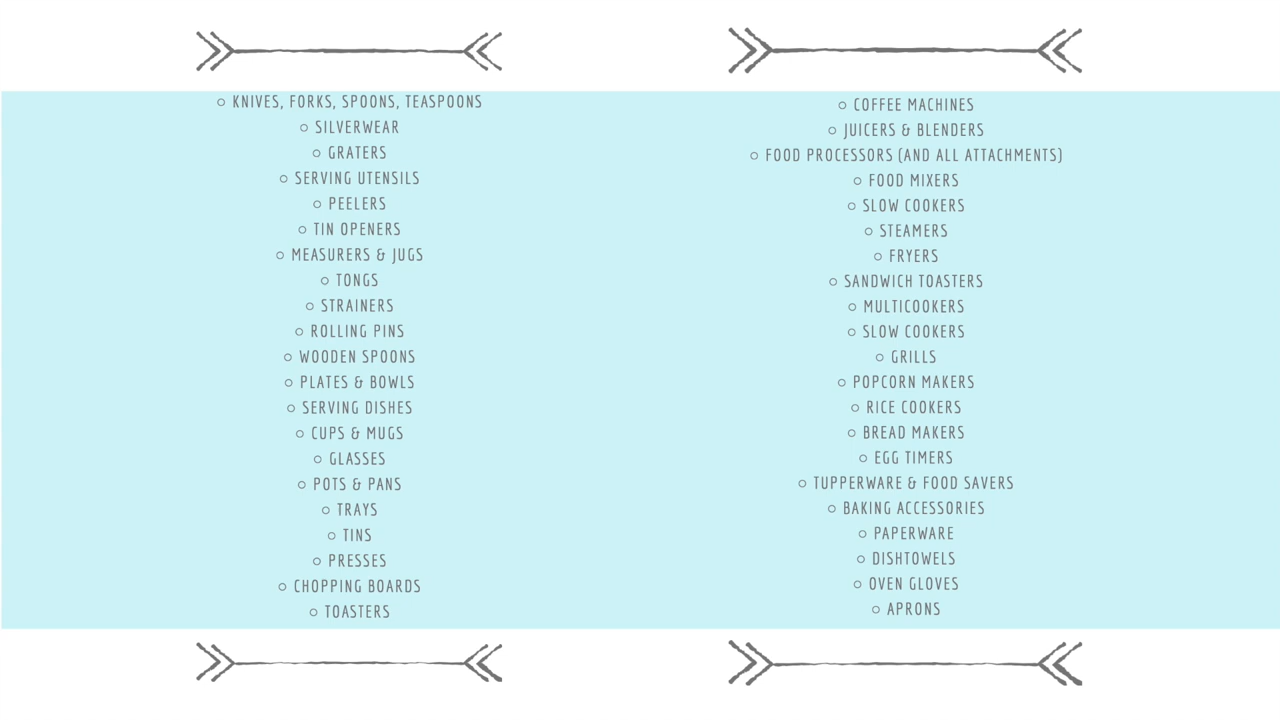 ○ KNIVES, FORKS, SPOONS, TEASPOONS
○ SILVERWEAR
○ GRATERS
○ SERVING UTENSILS
○ PEELERS
○ TIN OPENERS
○ MEASURERS & JUGS
○ TONGS
○ STRAINERS
○ ROLLING PINS
○ WOODEN SPOONS
○ PLATES & BOWLS
○ SERVING DISHES
○ CUPS & MUGS
○ GLASSES
○ POTS & PANS
○ TRAYS
○ TINS
○ PRESSES
○ CHOPPING BOARDS
○ TOASTERS
○ COFFEE MACHINES
○ JUICERS & BLENDERS
○ FOOD PROCESSORS (AND ALL ATTACHMENTS)
○ FOOD MIXERS
○ SLOW COOKERS
○ STEAMERS
○ FRYERS
○ SANDWICH TOASTERS
○ MULTICOOKERS
○ SLOW COOKERS
○ GRILLS
○ POPCORN MAKERS
○ RICE COOKERS
○ BREAD MAKERS
○ EGG TIMERS
○ TUPPERWARE & FOOD SAVERS
○ BAKING ACCESSORIES
○ PAPERWARE
○ DISHTOWELS
○ OVEN GLOVES
○ APRONS